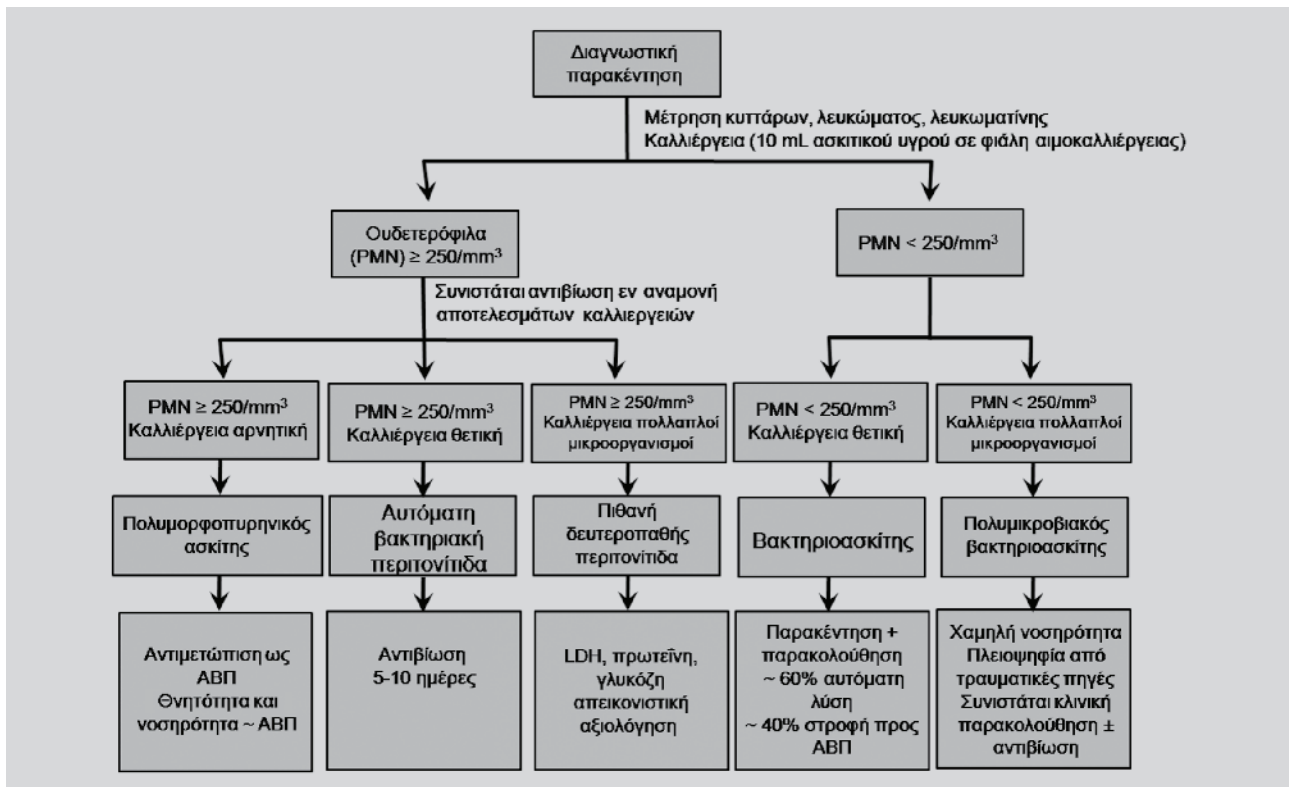 Διαγνωστική
παρακέντηση
Μέτρηση κυττάρων, λευκώματος, λευκωματίνης
Καλλιέργεια (10 mL ασκιτικού υγρού σε φιάλη αιμοκαλλιέργειας)
Ουδετερόφιλα
(PMN) ≥ 250/mm³
PMN < 250/mm³
Συνιστάται αντιβίωση εν αναμονή
αποτελεσμάτων καλλιεργειών
PMN ≥ 250/mm³
Καλλιέργεια αρνητική
PMN ≥ 250/mm³
Καλλιέργεια θετική
PMN ≥ 250/mm³
Καλλιέργεια πολλαπλοί
μικροοργανισμοί
PMN < 250/mm³
Καλλιέργεια θετική
PMN < 250/mm³
Καλλιέργεια πολλαπλοί
μικροοργανισμοί
Πολυμορφοπυρηνικός
ασκίτης
Αυτόματη
βακτηριακή
περιτονίτιδα
Πιθανή
δευτεροπαθής
περιτονίτιδα
Βακτηριοασκίτης
Πολυμικροβιακός
βακτηριοασκίτης
Αντιμετώπιση ως
ΑΒΠ
Θνητότητα και
νοσηρότητα ~ ΑΒΠ
Αντιβίωση
5-10 ημέρες
LDH, πρωτεΐνη,
γλυκόζη
απεικονιστική
αξιολόγηση
Παρακέντηση +
παρακολούθηση
~ 60% αυτόματη
λύση
~ 40% στροφή προς
ΑΒΠ
Χαμηλή νοσηρότητα
Πλειοψηφία από
τραυματικές πηγές
Συνιστάται κλινική
παρακολούθηση ±
αντιβίωση